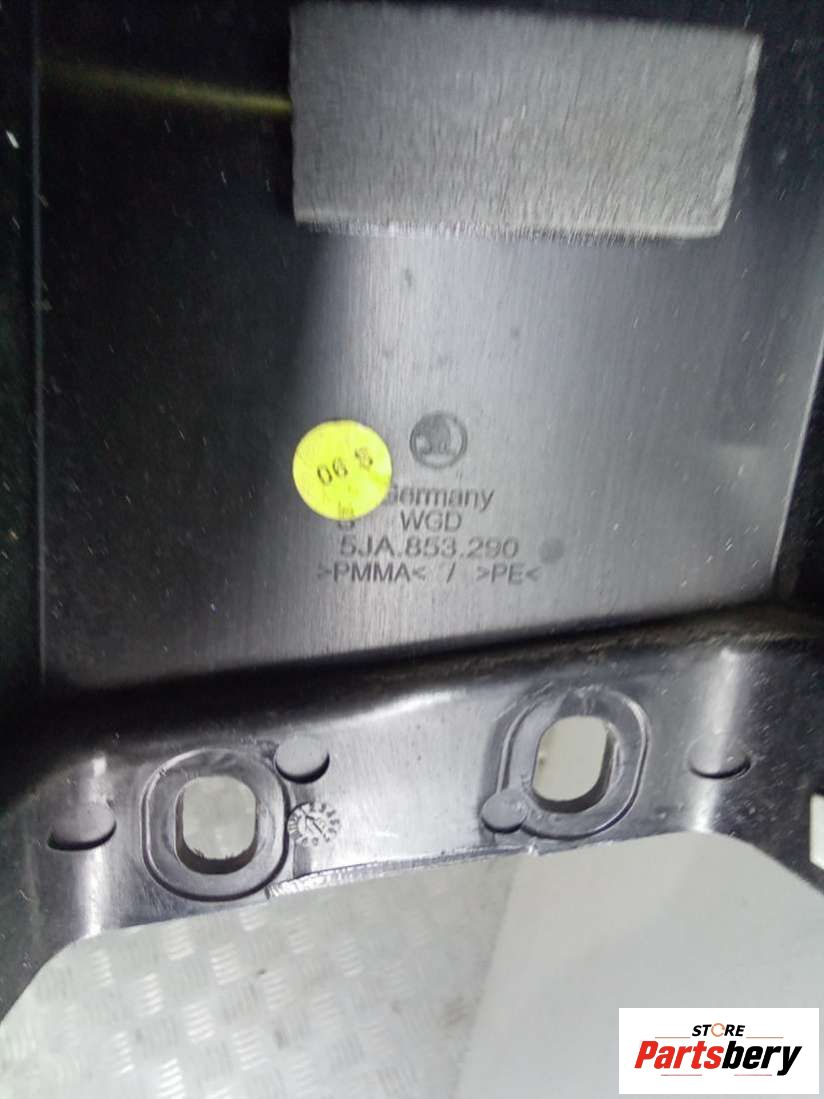 06 S
Germany
WGD
5JA.853.290
>PMMA< / >PE<
STORE
Partsbery